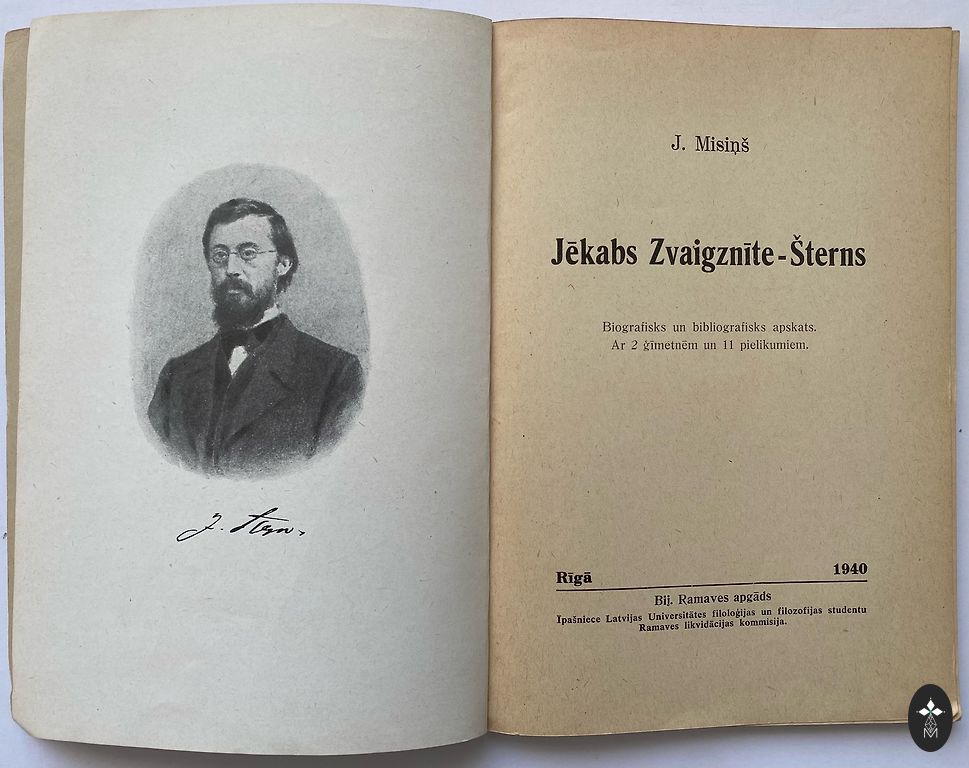 J. Stern.
J. Misiņš
Jēkabs Zvaigznīte-Šterns
Biografisks un bibliografisks apskats.
Ar 2 ģīmetnēm un 11 pielikumiem.
Rīgā 1940
Bij. Ramaves apgāds
Īpašniece Latvijas Universitātes filoloģijas un filozofijas studentu
Ramaves likvidācijas kommisija.
M